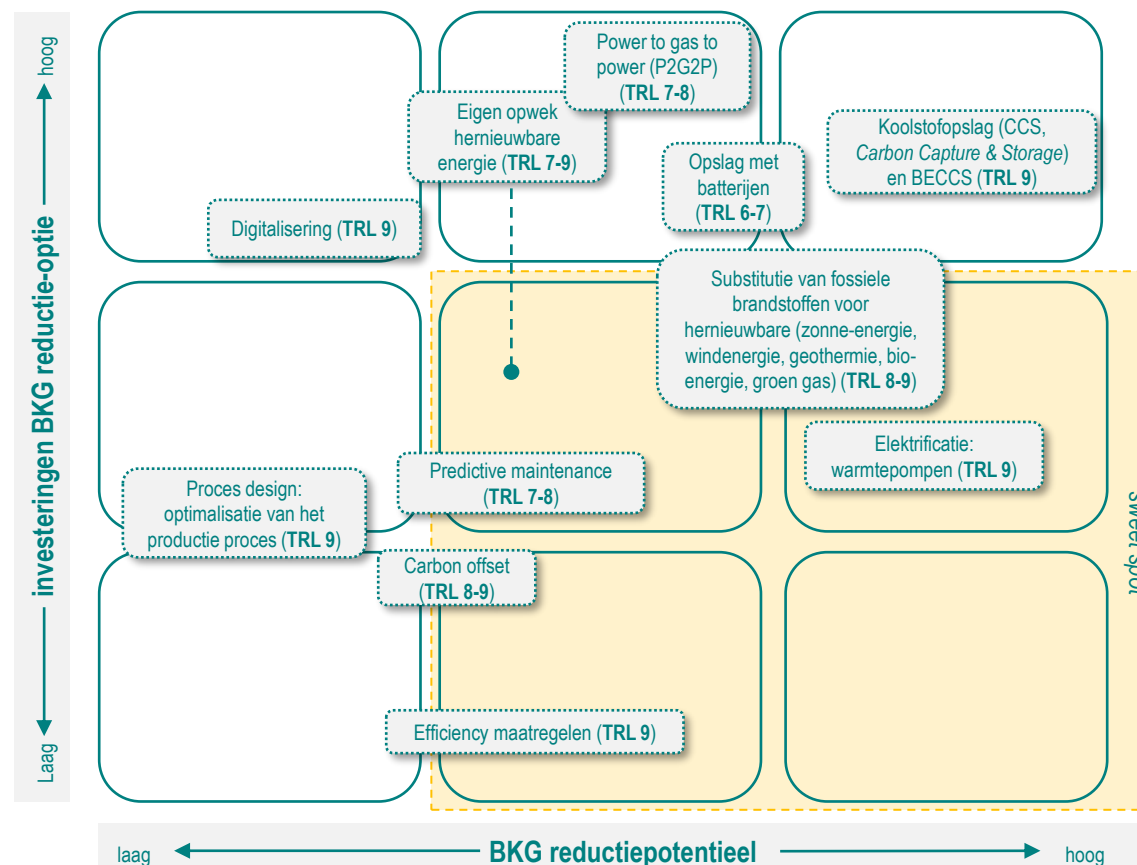 hoog
investeringen BKG reductie-optie
Laag
Power to gas to
power (P2G2P)
(TRL 7-8)
Eigen opwek
hernieuwbare
energie (TRL 7-9)
Koolstofopslag (CCS,
Carbon Capture & Storage)
en BECCS (TRL 9)
Opslag met
batterijen
(TRL 6-7)
Digitalisering (TRL 9)
Substitutie van fossiele
brandstoffen voor
hernieuwbare (zonne-energie,
windenergie, geothermie, bio-
energie, groen gas) (TRL 8-9)
Elektrificatie:
warmtepompen (TRL 9)
Predictive maintenance
(TRL 7-8)
Proces design:
optimalisatie van het
productie proces (TRL 9)
sweet spot
Carbon offset
(TRL 8-9)
Efficiency maatregelen (TRL 9)
laag
BKG reductiepotentieel
hoog